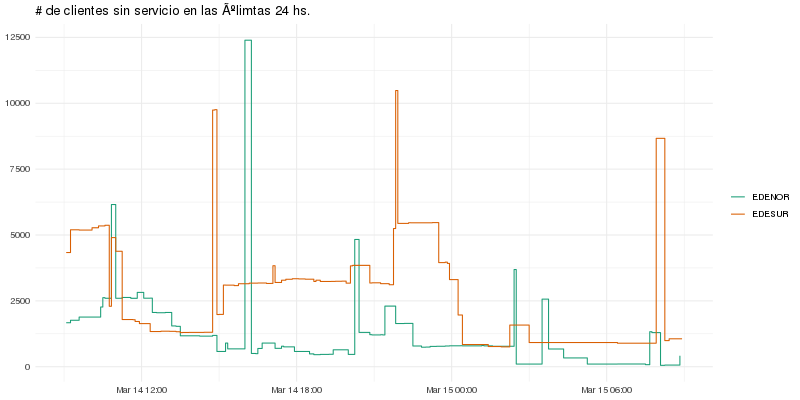 # de clientes sin servicio en las Ãºlimtas 24 hs.
12500
10000
7500
5000
2500
0
Mar 14 12:00
Mar 14 18:00
Mar 15 00:00
Mar 15 06:00
EDENOR
EDESUR